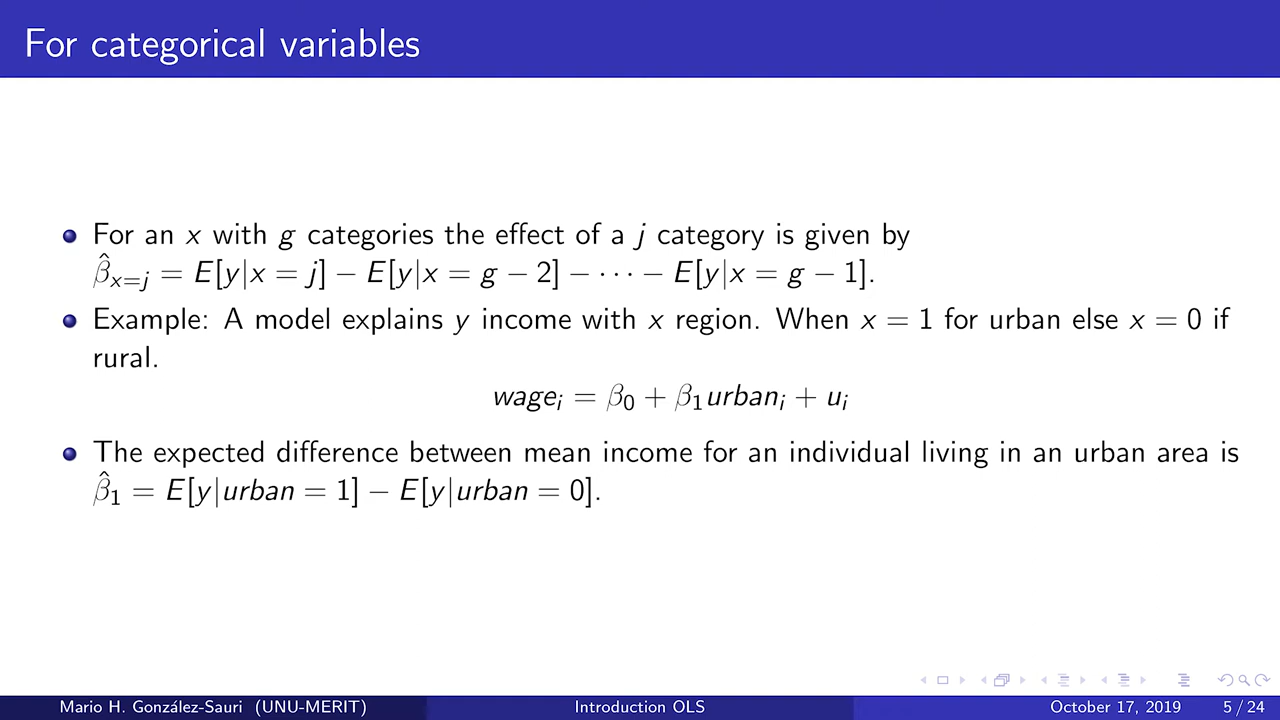 For categorical variables
For an x with g categories the effect of a j category is given by
β̂ₓ₌ⱼ = E[y|x = j] − E[y|x = g − 2] − · · · − E[y|x = g − 1].
Example: A model explains y income with x region. When x = 1 for urban else x = 0 if
rural.
wageᵢ = β₀ + β₁urbanᵢ + uᵢ
The expected difference between mean income for an individual living in an urban area is
β̂₁ = E[y|urban = 1] − E[y|urban = 0].
Mario H. González-Sauri (UNU-MERIT) Introduction OLS October 17, 2019 5 / 24